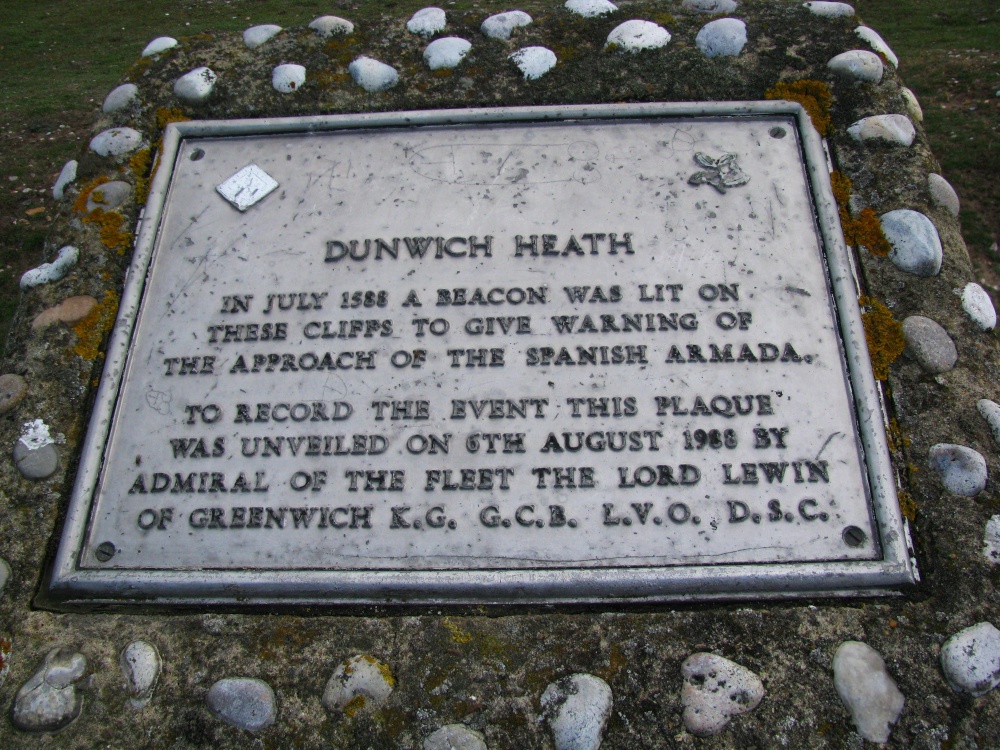 DUNWICH HEATH
IN JULY 1588 A BEACON WAS LIT ON
THESE CLIFFS TO GIVE WARNING OF
THE APPROACH OF THE SPANISH ARMADA.
TO RECORD THE EVENT THIS PLAQUE
WAS UNVEILED ON 6TH AUGUST 1988 BY
ADMIRAL OF THE FLEET THE LORD LEWIN
OF GREENWICH K.G. G.C.B. L.V.O. D.S.C.